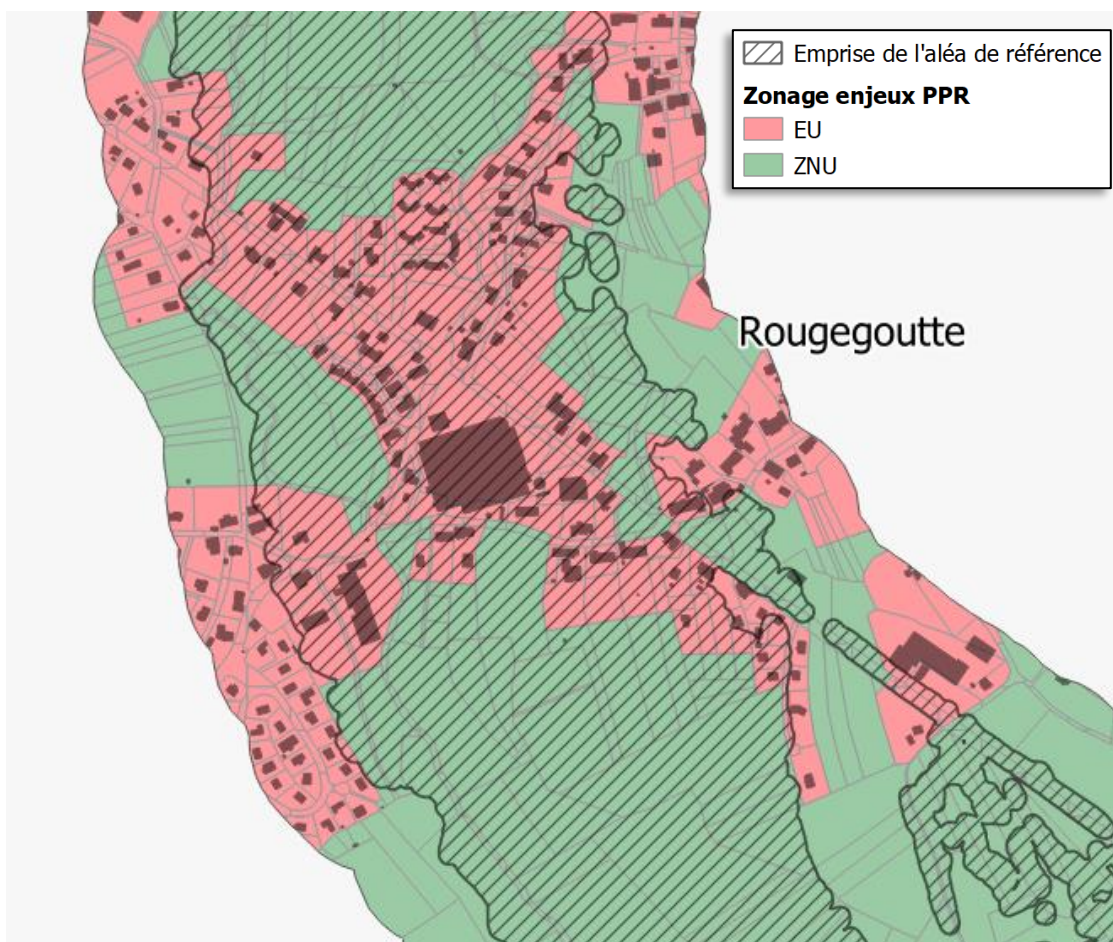 Emprise de l'aléa de référence
Zonage enjeux PPR
EU
ZNU
Rougegoutte